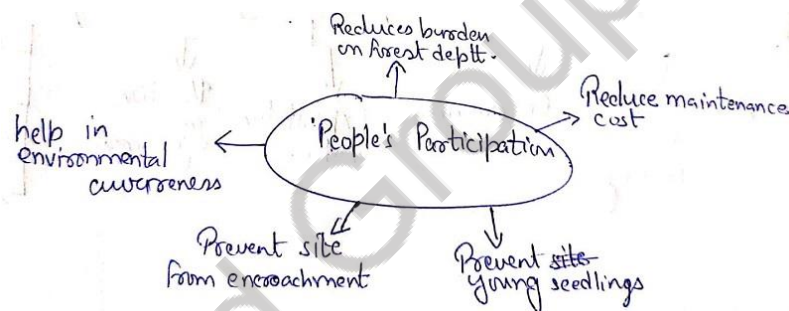 Reduces burden
on forest deptt.
Reduce maintenance
cost
'People's Participation
help in
environmental
awareness
Prevent site
from encroachment
Prevent site
young seedlings
Group